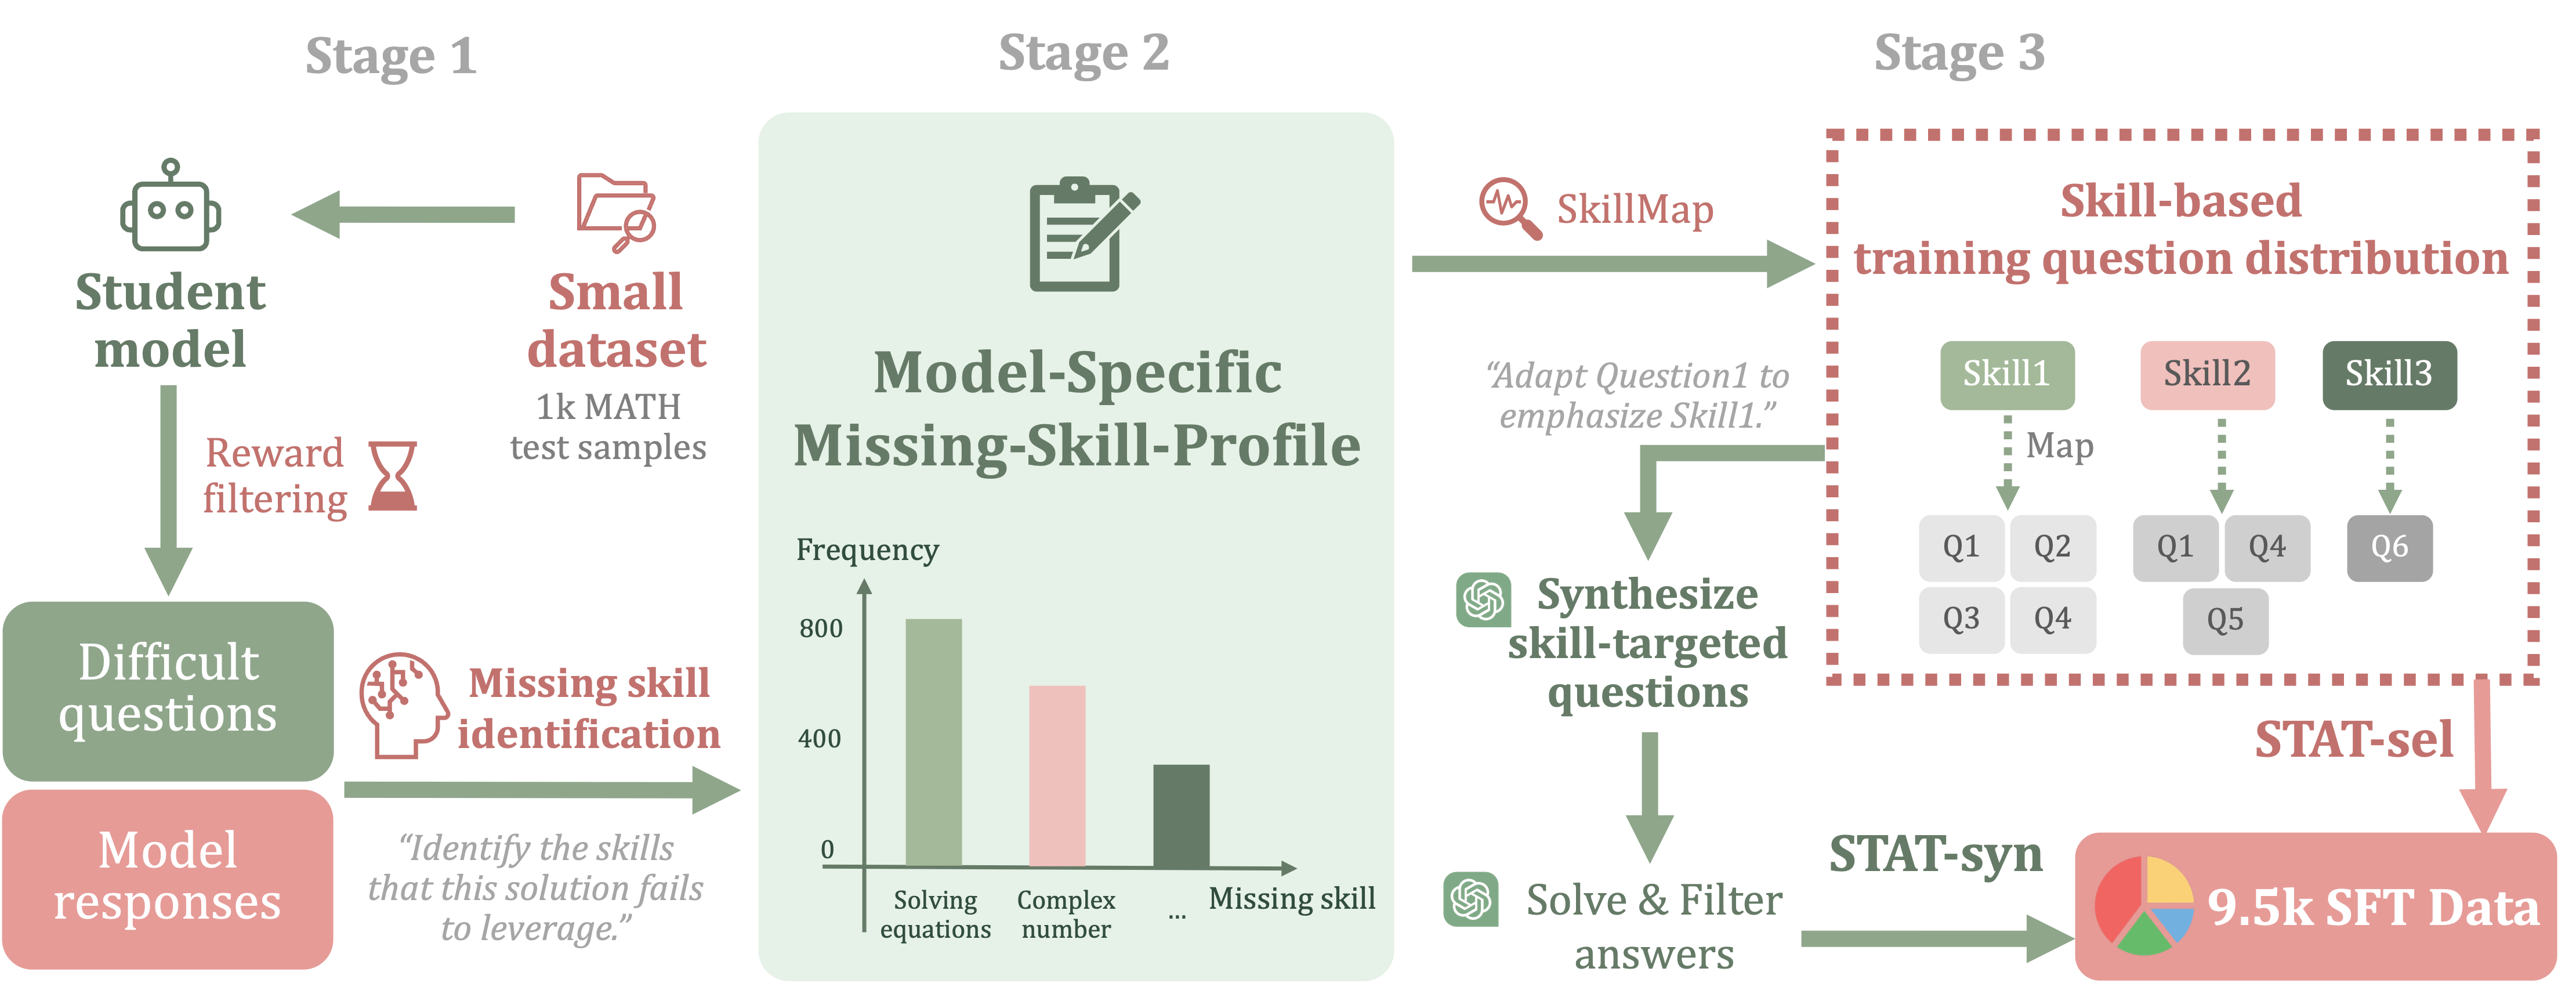 Stage 1
Student
model
Small
dataset
1k MATH
test samples
Reward
filtering
Difficult
questions
Model
responses
Missing skill
identification
“Identify the skills
that this solution fails
to leverage.”
Stage 2
Model-Specific
Missing-Skill-Profile
Frequency
800
400
0
Solving
equations
Complex
number
...
Missing skill
Stage 3
SkillMap
“Adapt Question1 to
emphasize Skill1.”
Synthesize
skill-targeted
questions
Solve & Filter
answers
Skill-based
training question distribution
Skill1
Skill2
Skill3
Map
Q1
Q2
Q1
Q4
Q6
Q3
Q4
Q5
STAT-sel
STAT-syn
9.5k SFT Data